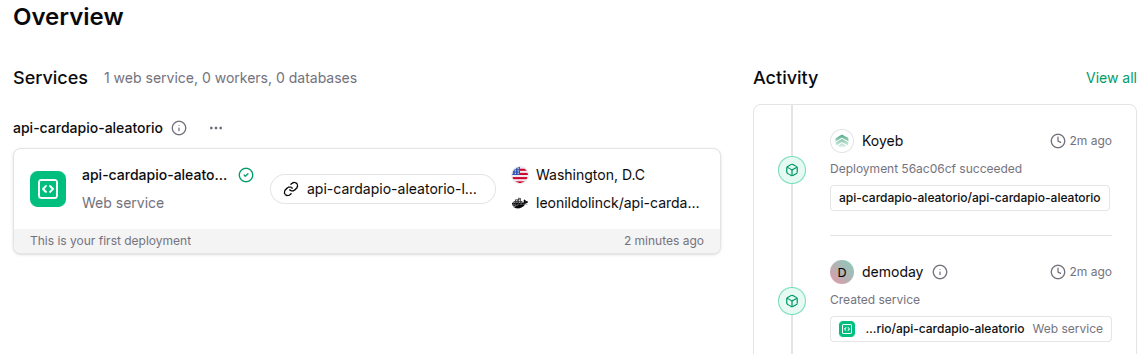 Overview
Services 1 web service, 0 workers, 0 databases
api-cardapio-aleatorio
api-cardapio-aleato...
Web service
api-cardapio-aleatorio-l...
Washington, D.C
leonildolinck/api-carda...
This is your first deployment
2 minutes ago
Activity
View all
Koyeb
2m ago
Deployment 56ac06cf succeeded
api-cardapio-aleatorio/api-cardapio-aleatorio
D
demoday
2m ago
Created service
...rio/api-cardapio-aleatorio Web service